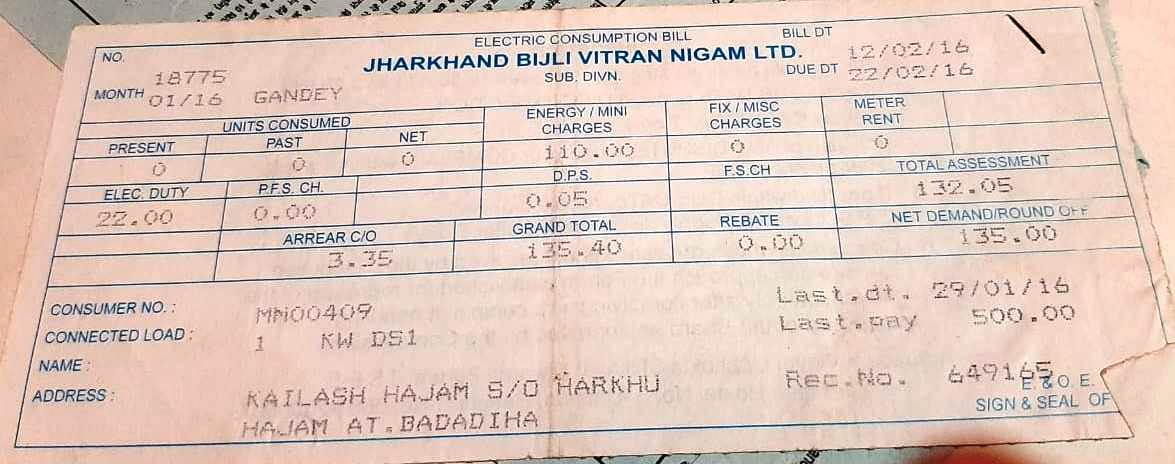 ELECTRIC CONSUMPTION BILL
NO. 18775 JHARKHAND BIJLI VITRAN NIGAM LTD. BILL DT 12/02/16
MONTH 01/16 GANDEY SUB. DIVN. DUE DT 22/02/16
UNITS CONSUMED ENERGY / MINI CHARGES FIX / MISC CHARGES METER RENT
PRESENT PAST NET
0 0 0 110.00 0 0
ELEC. DUTY P.F.S. CH. D.P.S. F.S.CH TOTAL ASSESSMENT
22.00 0.00 0.05 132.05
ARREAR C/O GRAND TOTAL REBATE NET DEMAND/ROUND OFF
3.35 135.40 0.00 135.00
CONSUMER NO. : MN00409 Last.dt. 29/01/16
CONNECTED LOAD : 1 KW DS1 Last.pay 500.00
NAME :
ADDRESS : KAILASH HAJAM S/O HARKHU Rec.No. 649165
HAJAM AT.BADADIHA E & O. E.
SIGN & SEAL OF